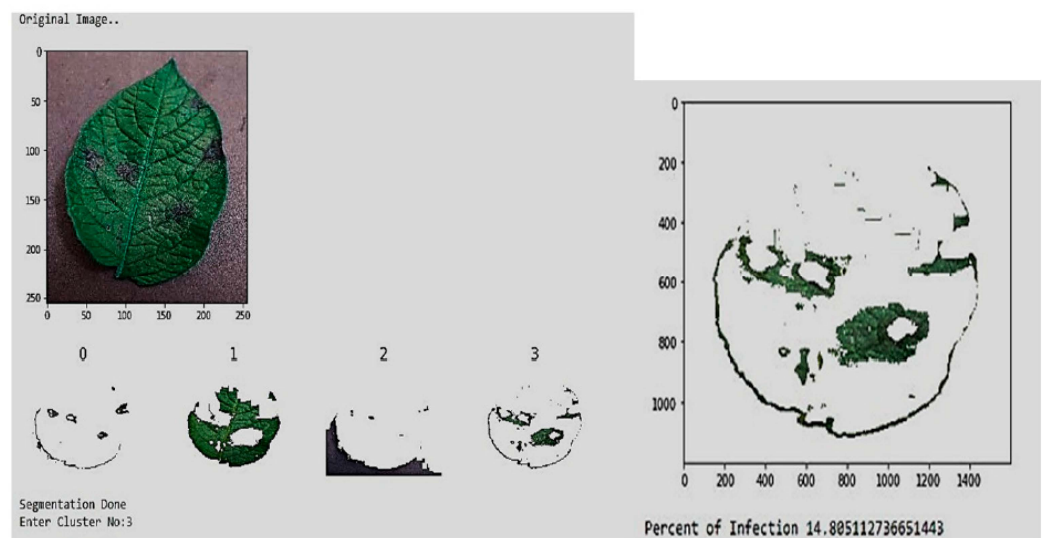 Original Image..
0
50
100
150
200
250
0 50 100 150 200 250
0 1 2 3
Segmentation Done
Enter Cluster No:3
0
200
400
600
800
1000
0 200 400 600 800 1000 1200 1400
Percent of Infection 14.805112736651443